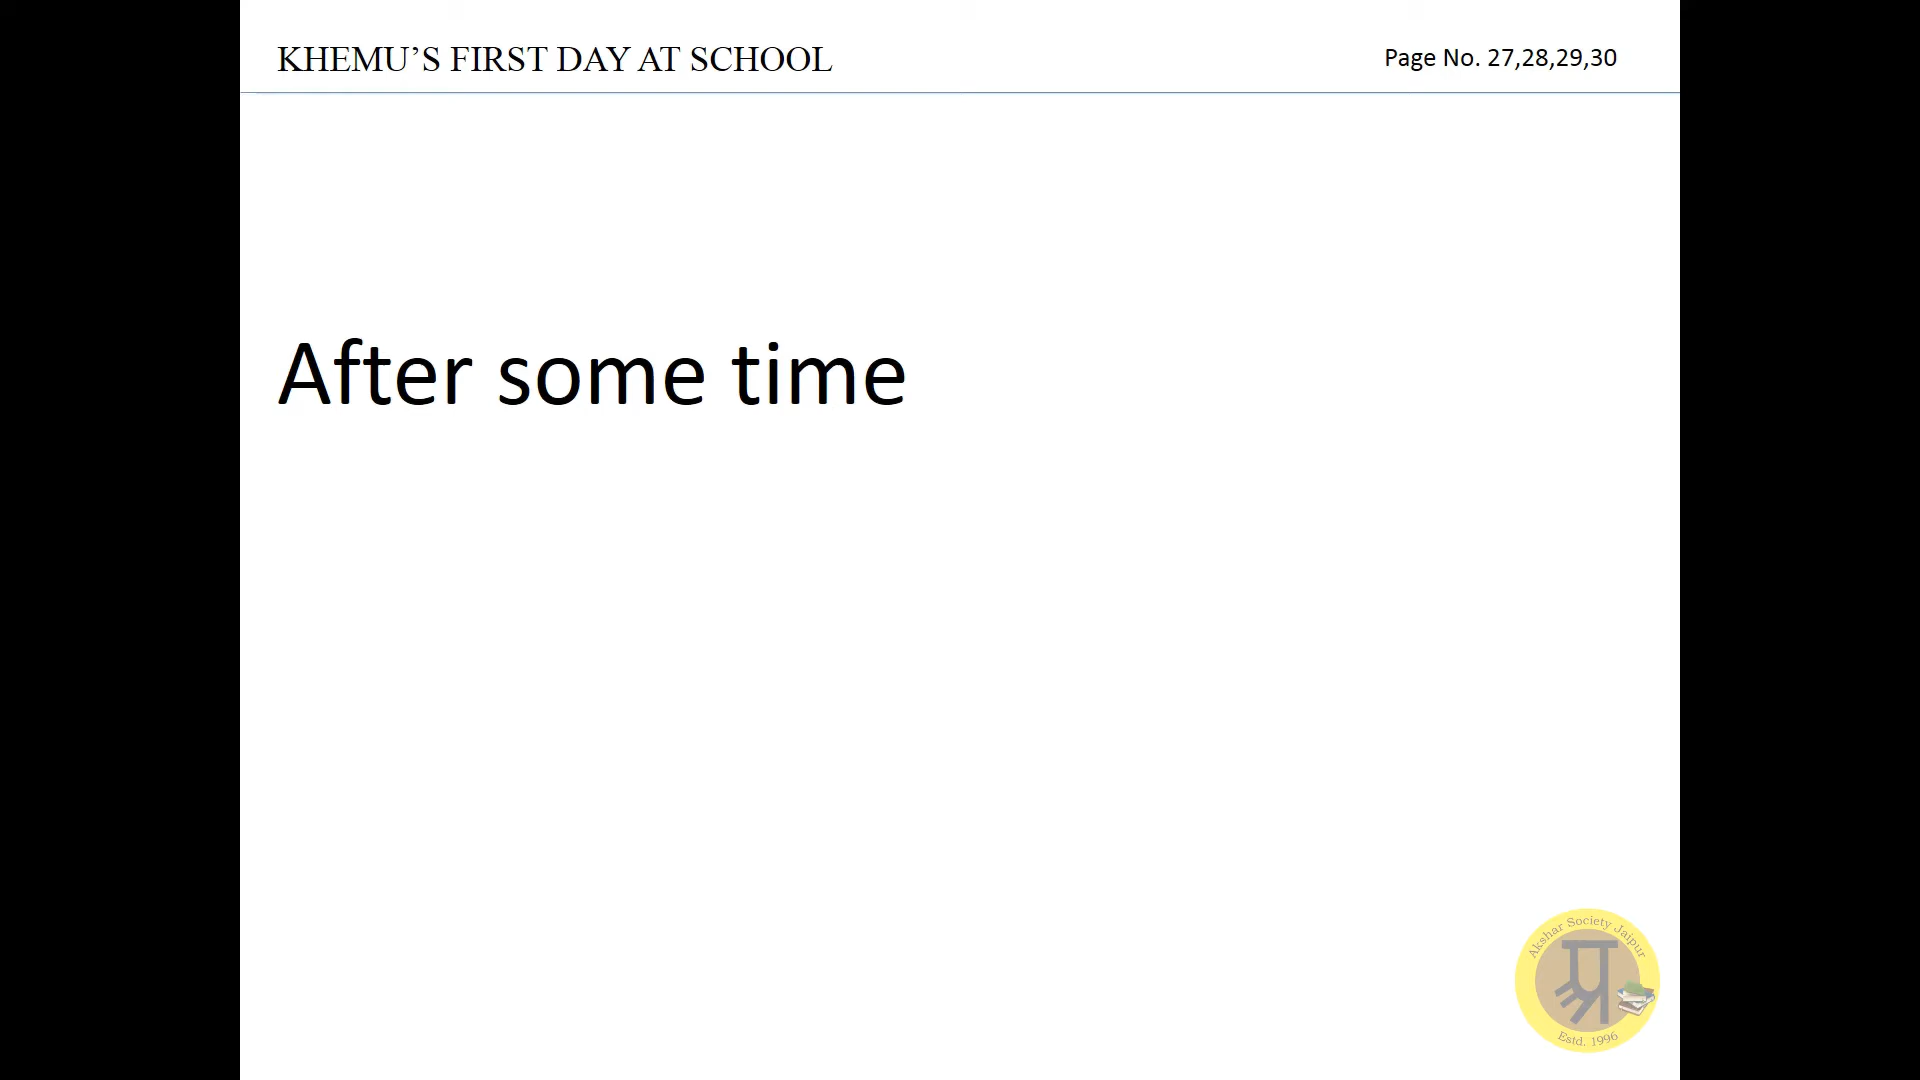 KHEMU’S FIRST DAY AT SCHOOL
Page No. 27,28,29,30
After some time
Akshar Society Jaipur
प्र
Estd. 1996